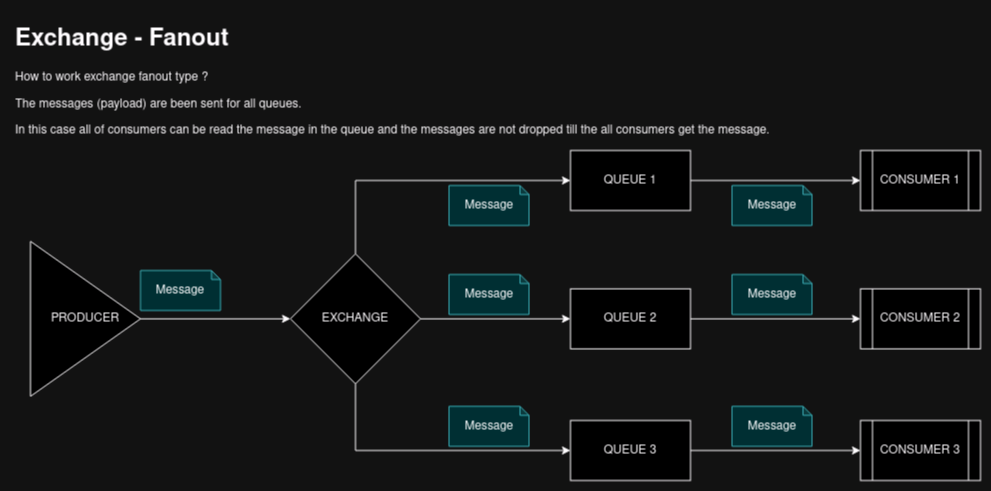 Exchange - Fanout
How to work exchange fanout type ?
The messages (payload) are been sent for all queues.
In this case all of consumers can be read the message in the queue and the messages are not dropped till the all consumers get the message.
QUEUE 1
CONSUMER 1
Message
Message
Message
Message
Message
PRODUCER
EXCHANGE
QUEUE 2
CONSUMER 2
Message
Message
QUEUE 3
CONSUMER 3